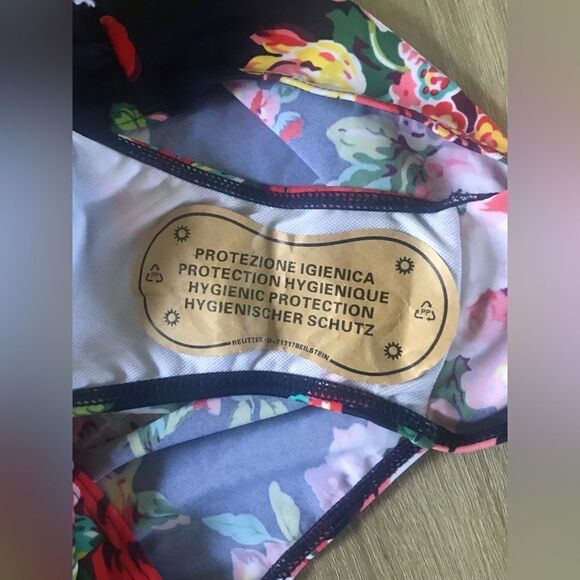 PROTEZIONE IGIENICA
PROTECTION HYGIENIQUE
HYGIENIC PROTECTION
HYGIENISCHER SCHUTZ
PP
PP